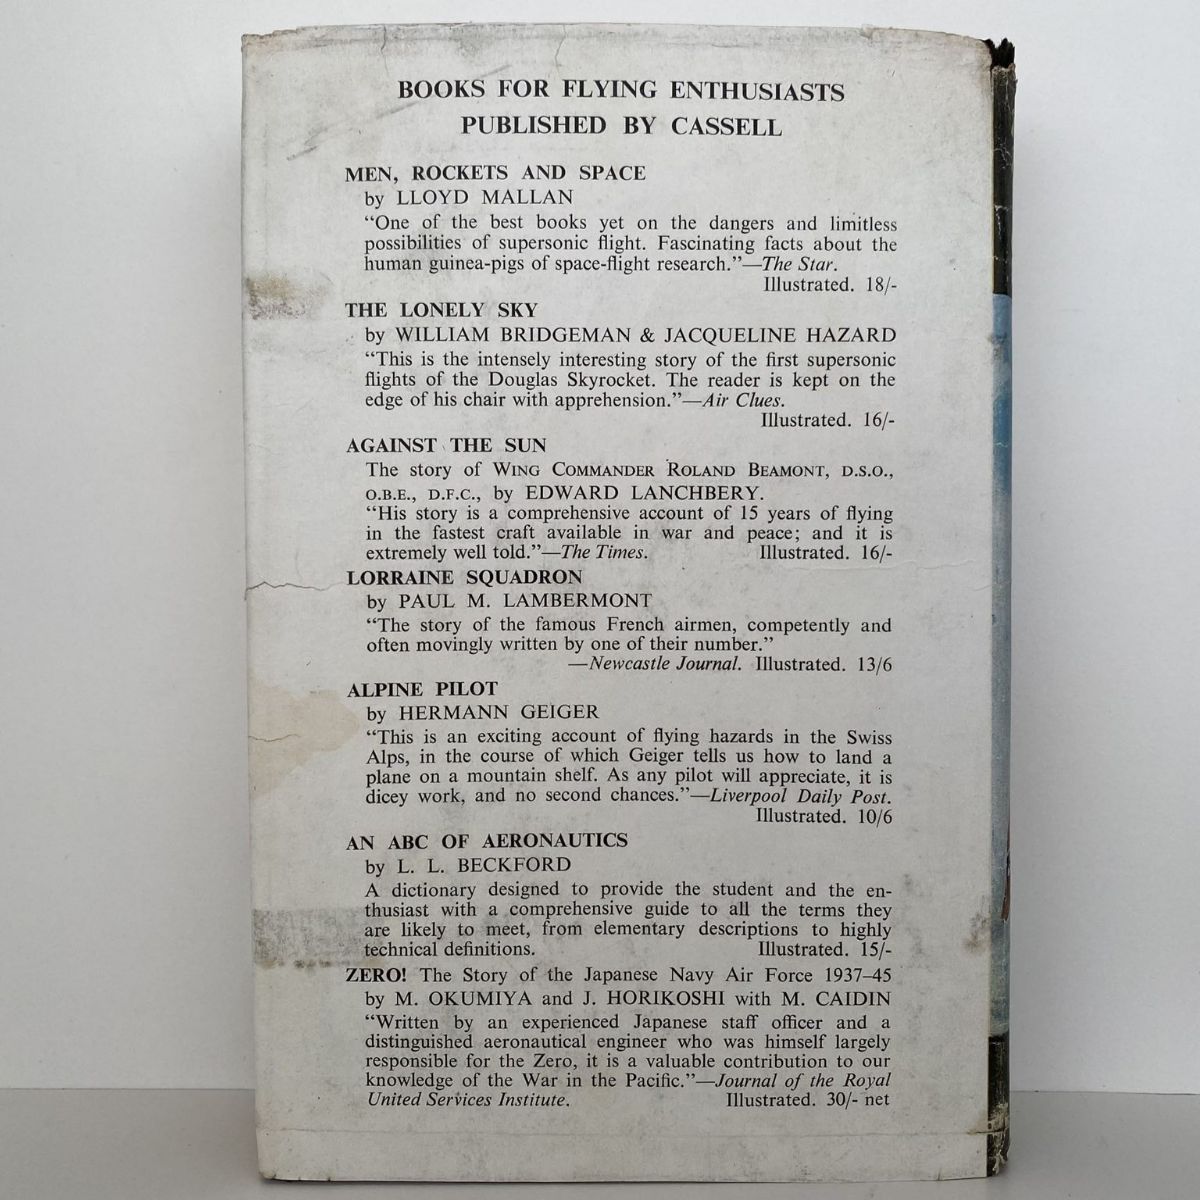 BOOKS FOR FLYING ENTHUSIASTS
PUBLISHED BY CASSELL
MEN, ROCKETS AND SPACE
by LLOYD MALLAN
“One of the best books yet on the dangers and limitless
possibilities of supersonic flight. Fascinating facts about the
human guinea-pigs of space-flight research.”—The Star.
Illustrated. 18/-
THE LONELY SKY
by WILLIAM BRIDGEMAN & JACQUELINE HAZARD
“This is the intensely interesting story of the first supersonic
flights of the Douglas Skyrocket. The reader is kept on the
edge of his chair with apprehension.”—Air Clues.
Illustrated. 16/-
AGAINST THE SUN
The story of WING COMMANDER ROLAND BEAMONT, D.S.O.,
O.B.E., D.F.C., by EDWARD LANCHBERY.
“His story is a comprehensive account of 15 years of flying
in the fastest craft available in war and peace; and it is
extremely well told.”—The Times. Illustrated. 16/-
LORRAINE SQUADRON
by PAUL M. LAMBERMONT
“The story of the famous French airmen, competently and
often movingly written by one of their number.”
—Newcastle Journal. Illustrated. 13/6
ALPINE PILOT
by HERMANN GEIGER
“This is an exciting account of flying hazards in the Swiss
Alps, in the course of which Geiger tells us how to land a
plane on a mountain shelf. As any pilot will appreciate, it is
dicey work, and no second chances.”—Liverpool Daily Post.
Illustrated. 10/6
AN ABC OF AERONAUTICS
by L. L. BECKFORD
A dictionary designed to provide the student and the en-
thusiast with a comprehensive guide to all the terms they
are likely to meet, from elementary descriptions to highly
technical definitions. Illustrated. 15/-
ZERO! The Story of the Japanese Navy Air Force 1937–45
by M. OKUMIYA and J. HORIKOSHI with M. CAIDIN
“Written by an experienced Japanese staff officer and a
distinguished aeronautical engineer who was himself largely
responsible for the Zero, it is a valuable contribution to our
knowledge of the War in the Pacific.”—Journal of the Royal
United Services Institute. Illustrated. 30/- net